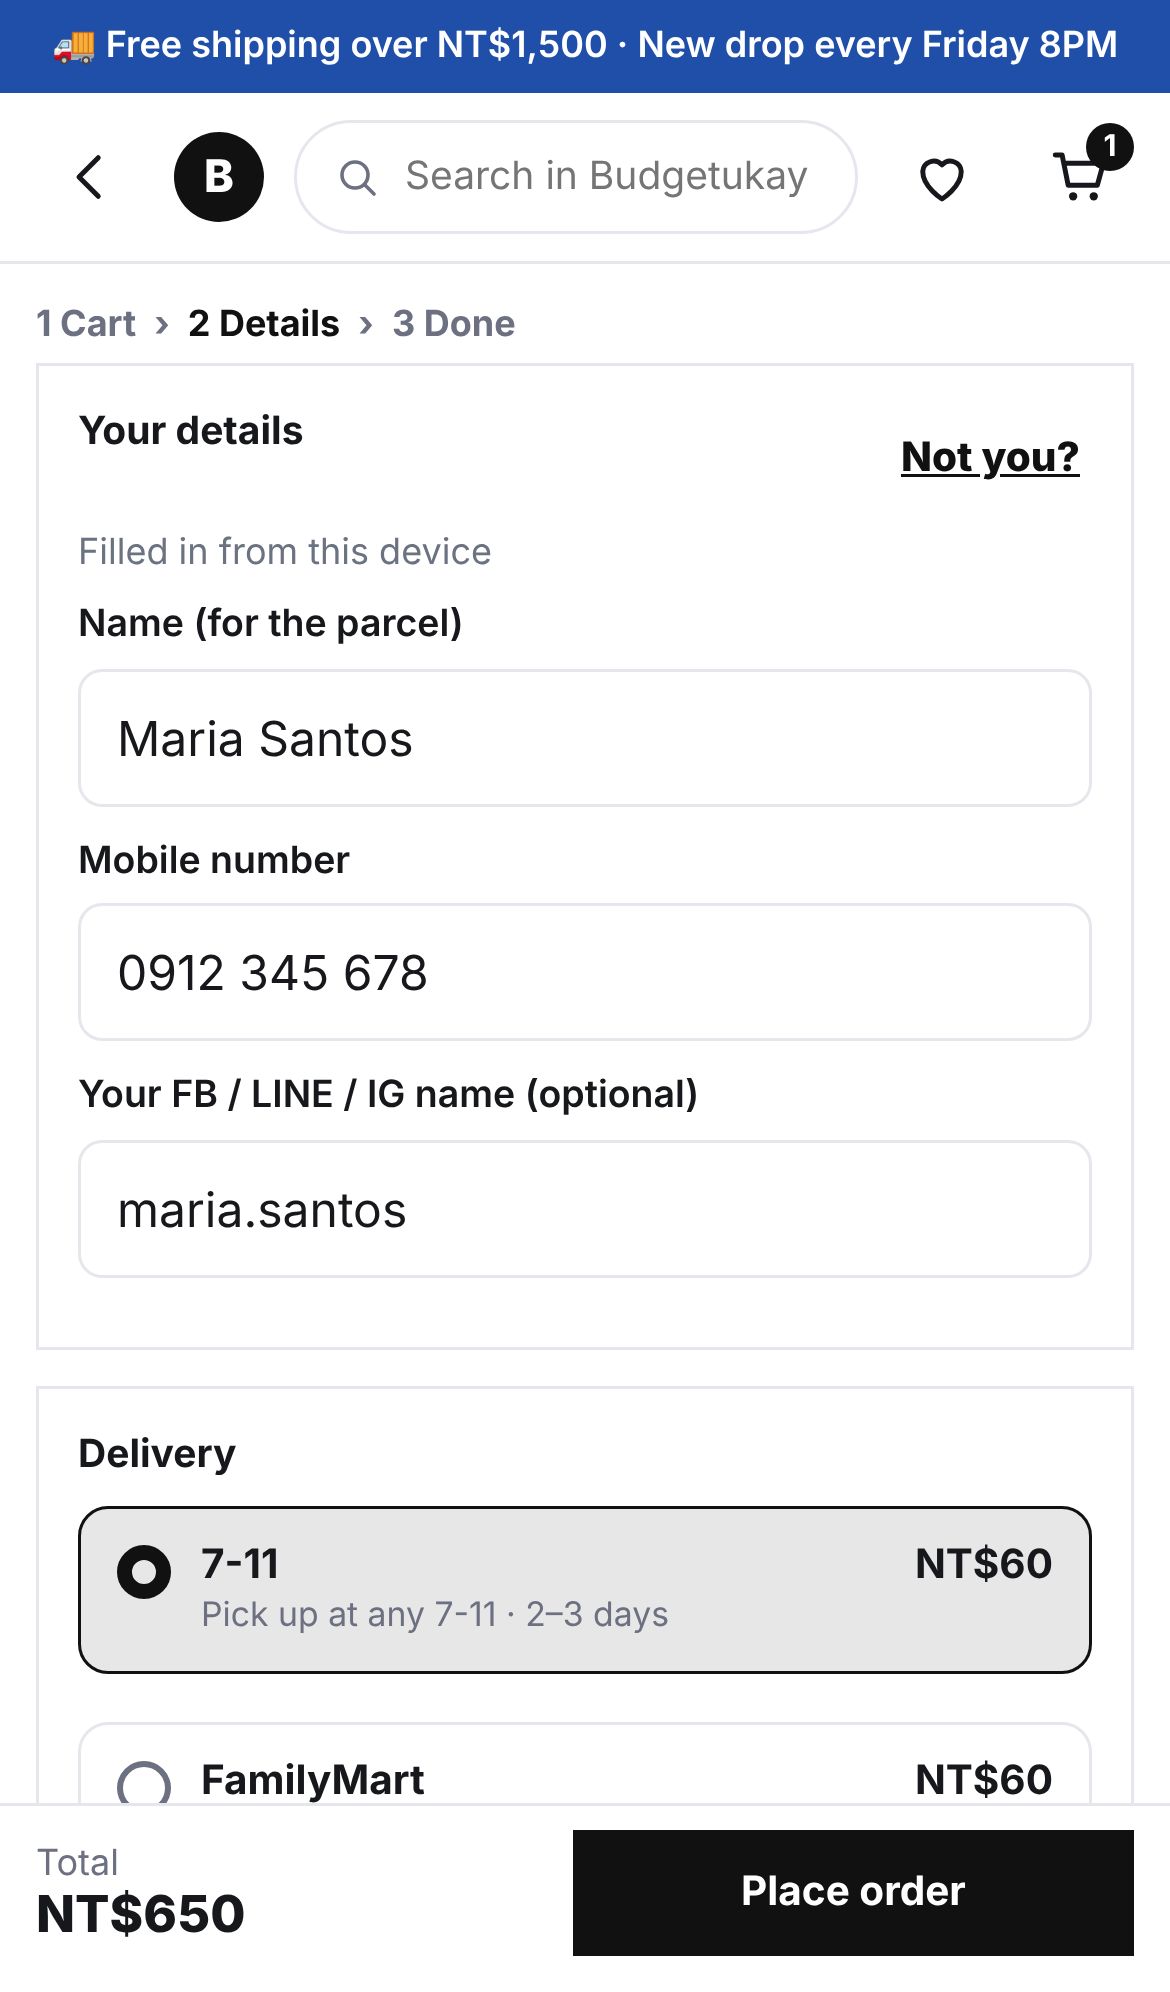 🚚 Free shipping over NT$1,500 · New drop every Friday 8PM
B
Search in Budgetukay
1
1 Cart › 2 Details › 3 Done
Your details
Not you?
Filled in from this device
Name (for the parcel)
Maria Santos
Mobile number
0912 345 678
Your FB / LINE / IG name (optional)
maria.santos
Delivery
7-11 NT$60
Pick up at any 7-11 · 2–3 days
FamilyMart NT$60
Total
NT$650
Place order